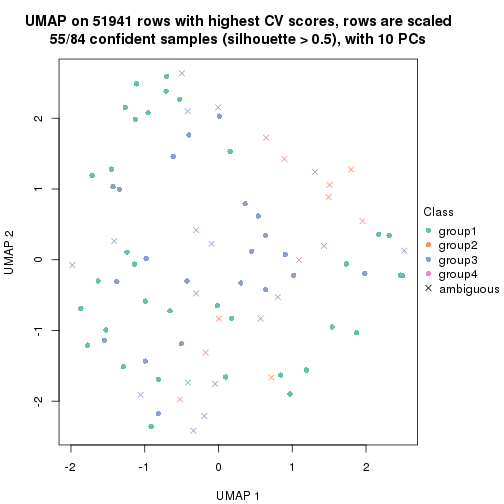 UMAP on 51941 rows with highest CV scores, rows are scaled
55/84 confident samples (silhouette > 0.5), with 10 PCs
UMAP 2
2
1
0
-1
-2
-2
-1
0
1
2
UMAP 1
Class
group1
group2
group3
group4
ambiguous